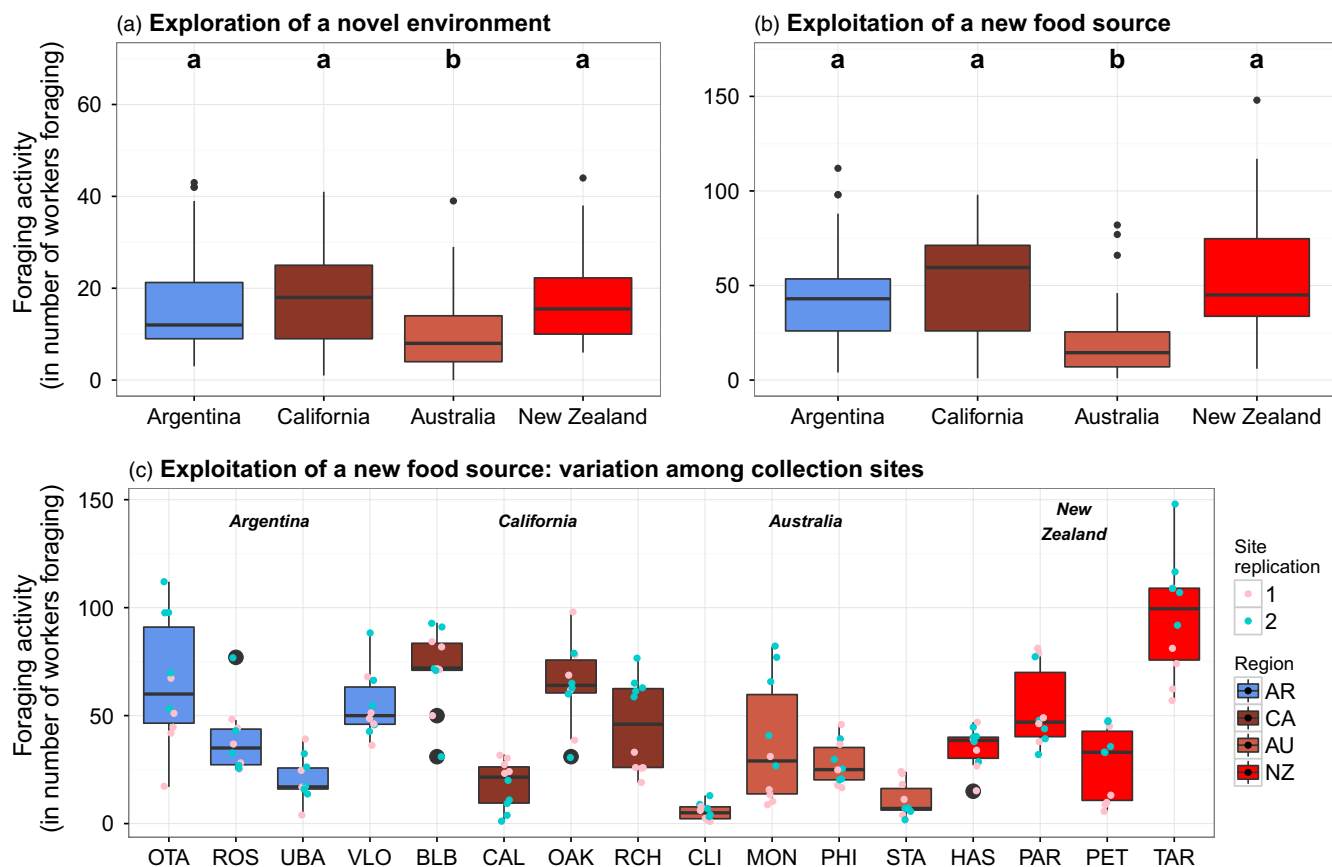 (a) Exploration of a novel environment
(b) Exploitation of a new food source
a a b a
a a b a
Foraging activity
(in number of workers foraging)
60
40
20
0
150
100
50
0
Argentina California Australia New Zealand
Argentina California Australia New Zealand
(c) Exploitation of a new food source: variation among collection sites
Foraging activity
(in number of workers foraging)
150
100
50
0
Argentina California Australia New
Zealand
OTA ROS UBA VLO BLB CAL OAK RCH CLI MON PHI STA HAS PAR PET TAR
Site
replication
1
2
Region
AR
CA
AU
NZ